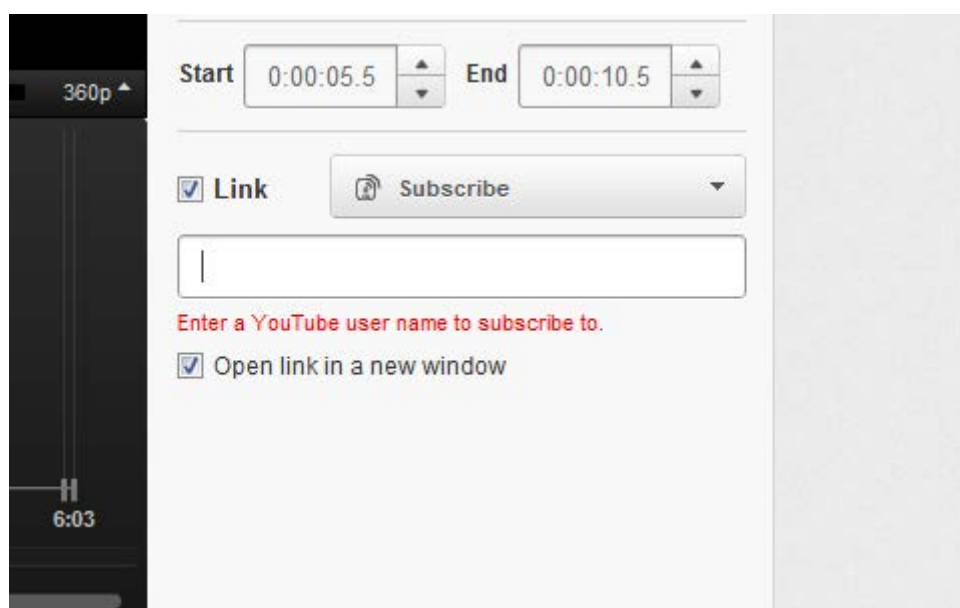 360p
Start 0:00:05.5 End 0:00:10.5
Link Subscribe
Enter a YouTube user name to subscribe to.
Open link in a new window
6:03